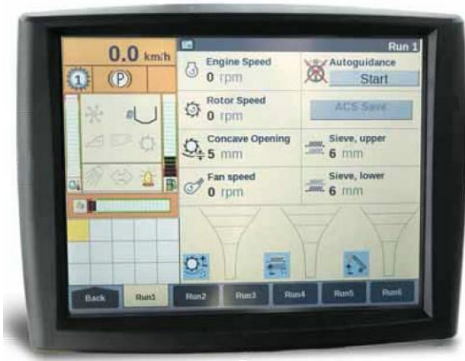 0.0 km/h
Run 1
1
(P)
Engine Speed
0 rpm
Autoguidance
Start
Rotor Speed
0 rpm
ACS Save
Concave Opening
5 mm
Sieve, upper
6 mm
Fan speed
0 rpm
Sieve, lower
6 mm
Back
Run1
Run2
Run3
Run4
Run5
Run6